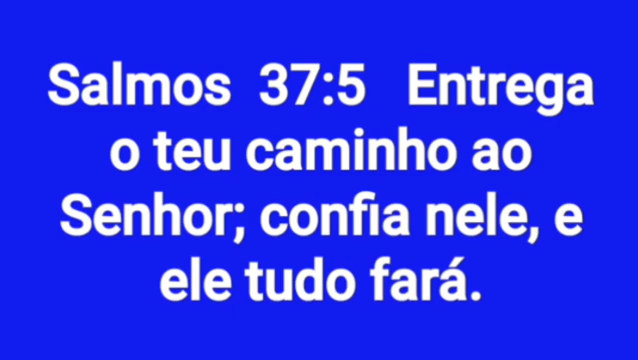 Salmos 37:5 Entrega
o teu caminho ao
Senhor; confia nele, e
ele tudo fará.